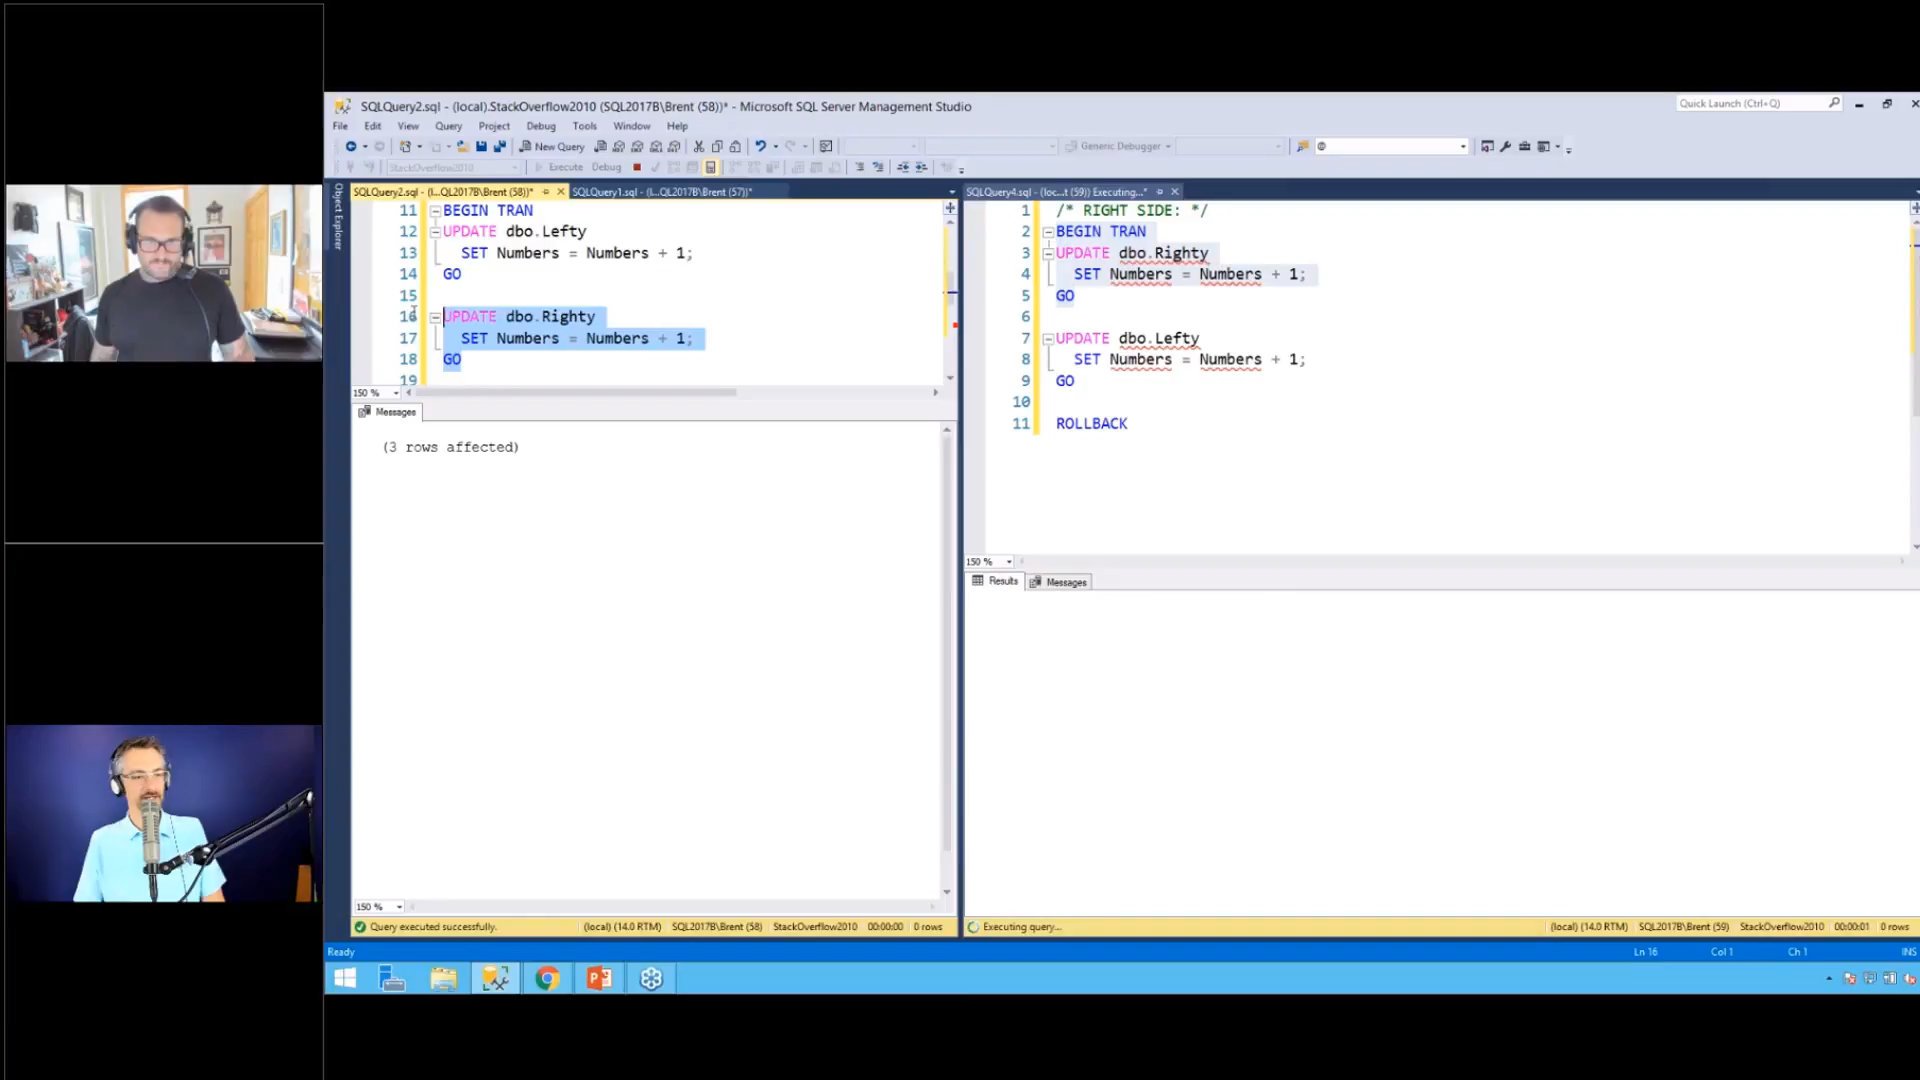 SQLQuery2.sql - (local).StackOverflow2010 (SQL2017B\Brent (58))* - Microsoft SQL Server Management Studio
Quick Launch (Ctrl+Q)
File Edit View Query Project Debug Tools Window Help
New Query
Generic Debugger
@
StackOverflow2010
Execute Debug
Object Explorer
SQLQuery2.sql - (l...QL2017B\Brent (58))*
SQLQuery1.sql - (l...QL2017B\Brent (57))*
11 BEGIN TRAN
12 UPDATE dbo.Lefty
13 SET Numbers = Numbers + 1;
14 GO
15
16 UPDATE dbo.Righty
17 SET Numbers = Numbers + 1;
18 GO
19
150 %
Messages
(3 rows affected)
150 %
Query executed successfully. (local) (14.0 RTM) SQL2017B\Brent (58) StackOverflow2010 00:00:00 0 rows
SQLQuery4.sql - (loc...t (59)) Executing...*
1 /* RIGHT SIDE: */
2 BEGIN TRAN
3 UPDATE dbo.Righty
4 SET Numbers = Numbers + 1;
5 GO
6
7 UPDATE dbo.Lefty
8 SET Numbers = Numbers + 1;
9 GO
10
11 ROLLBACK
150 %
Results Messages
Executing query... (local) (14.0 RTM) SQL2017B\Brent (59) StackOverflow2010 00:00:01 0 rows
Ready Ln 16 Col 1 Ch 1 INS